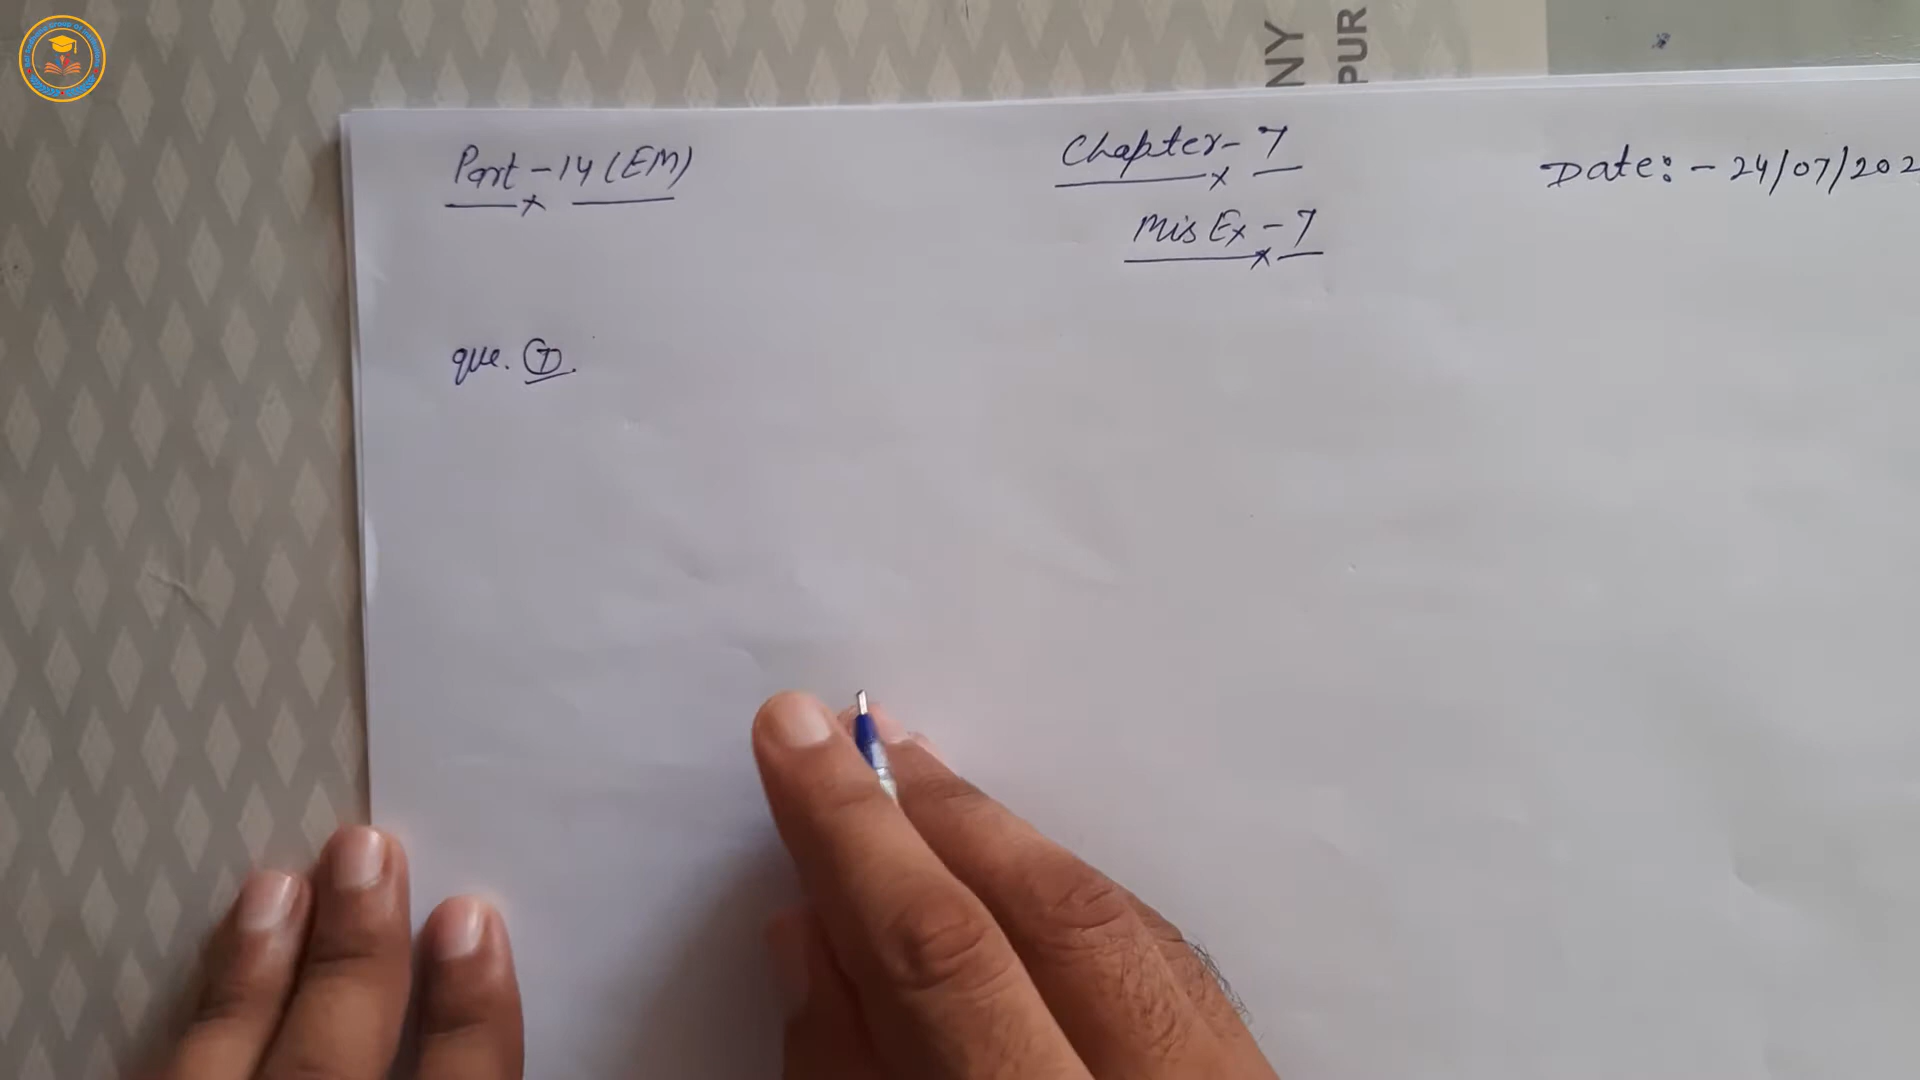 Part - 14 (EM)
Chapter - 7
Date: - 24/07/202
Mis Ex - 7
que. 7.
NY
PUR